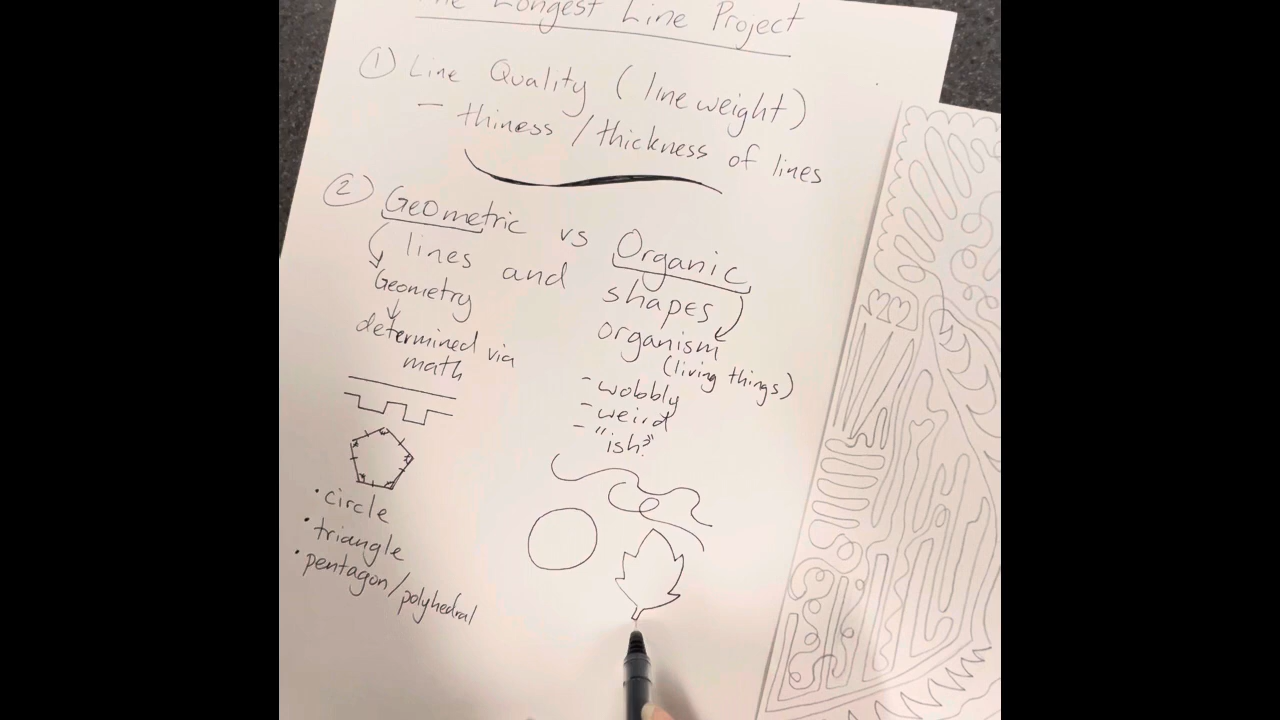 The Longest Line Project
① Line Quality (line weight)
– thiness / thickness of lines
② Geometric vs Organic
lines and shapes
Geometry
determined via
math
• circle
• triangle
• pentagon/polyhedral
organism
(living things)
- wobbly
- weird
- "ish"